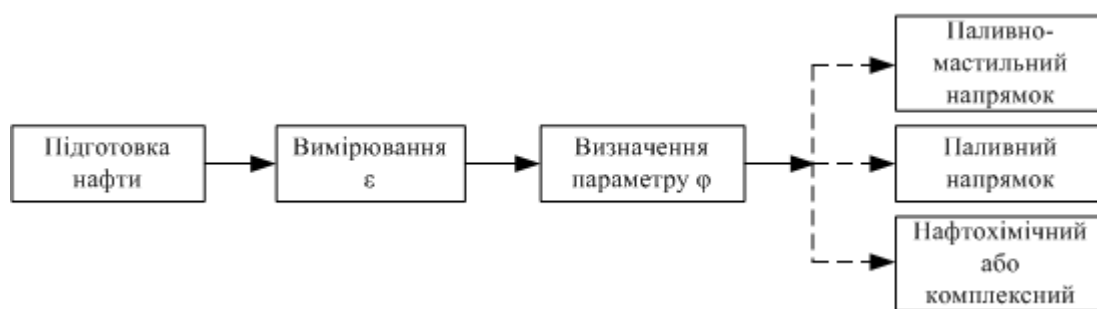 Підготовка
нафти
Вимірювання
ε
Визначення
параметру φ
Паливно-
мастильний
напрямок
Паливний
напрямок
Нафтохімічний
або
комплексний